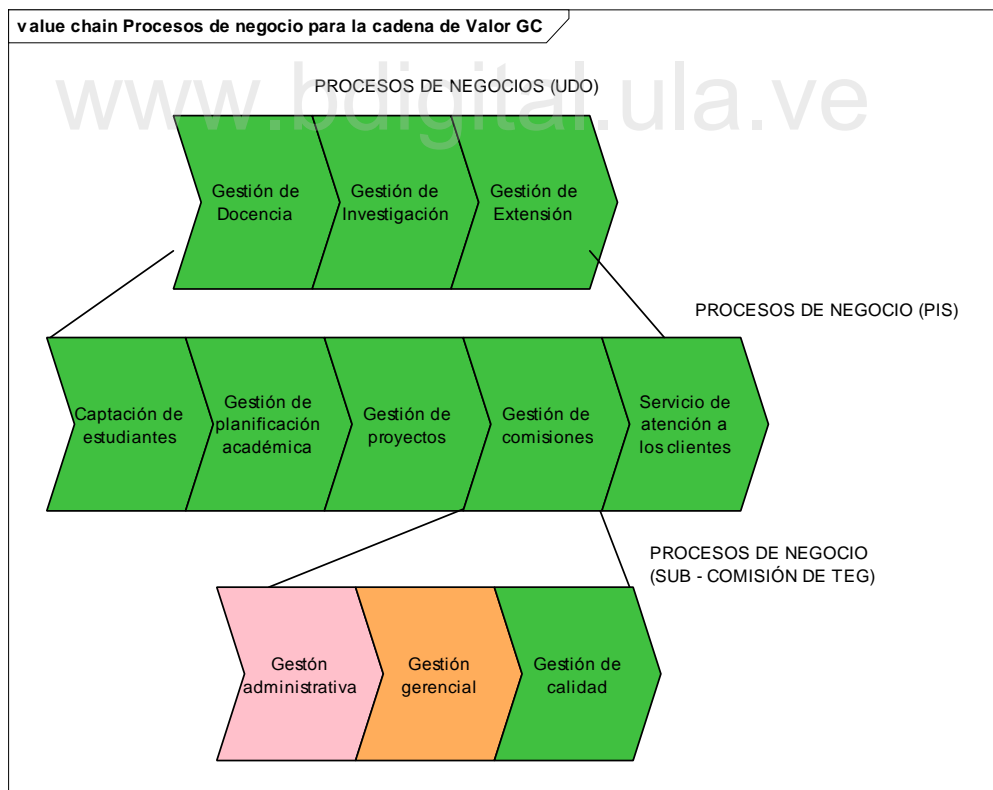 value chain Procesos de negocio para la cadena de Valor GC
www.bdigital.ula.ve
PROCESOS DE NEGOCIOS (UDO)
Gestión de
Docencia
Gestión de
Investigación
Gestión de
Extensión
PROCESOS DE NEGOCIO (PIS)
Captación de
estudiantes
Gestión de
planificación
académica
Gestión de
proyectos
Gestión de
comisiones
Servicio de
atención a
los clientes
PROCESOS DE NEGOCIO
(SUB - COMISIÓN DE TEG)
Gestón
administrativa
Gestión
gerencial
Gestión de
calidad